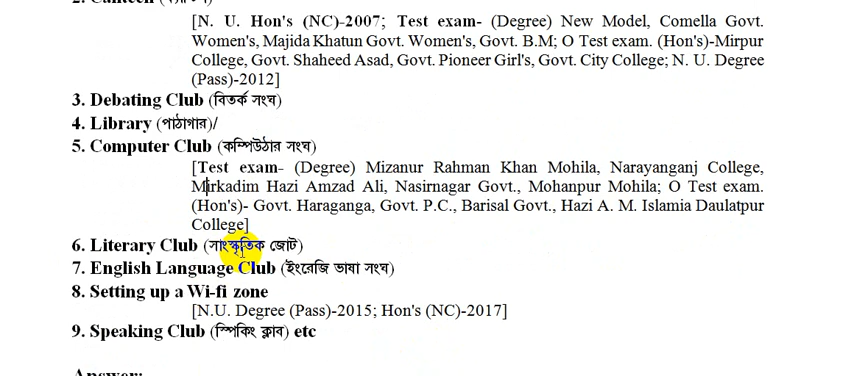 2. Canteen
[N. U. Hon's (NC)-2007; Test exam- (Degree) New Model, Comella Govt.
Women's, Majida Khatun Govt. Women's, Govt. B.M; O Test exam. (Hon's)-Mirpur
College, Govt. Shaheed Asad, Govt. Pioneer Girl's, Govt. City College; N. U. Degree
(Pass)-2012]
3. Debating Club (বিতর্ক সংঘ)
4. Library (পাঠাগার)/
5. Computer Club (কম্পিউঠার সংঘ)
[Test exam- (Degree) Mizanur Rahman Khan Mohila, Narayanganj College,
Mirkadim Hazi Amzad Ali, Nasirnagar Govt., Mohanpur Mohila; O Test exam.
(Hon's)- Govt. Haraganga, Govt. P.C., Barisal Govt., Hazi A. M. Islamia Daulatpur
College]
6. Literary Club (সাংস্কৃতিক জোট)
7. English Language Club (ইংরেজি ভাষা সংঘ)
8. Setting up a Wi-fi zone
[N.U. Degree (Pass)-2015; Hon's (NC)-2017]
9. Speaking Club (স্পিকিং ক্লাব) etc
Answer: